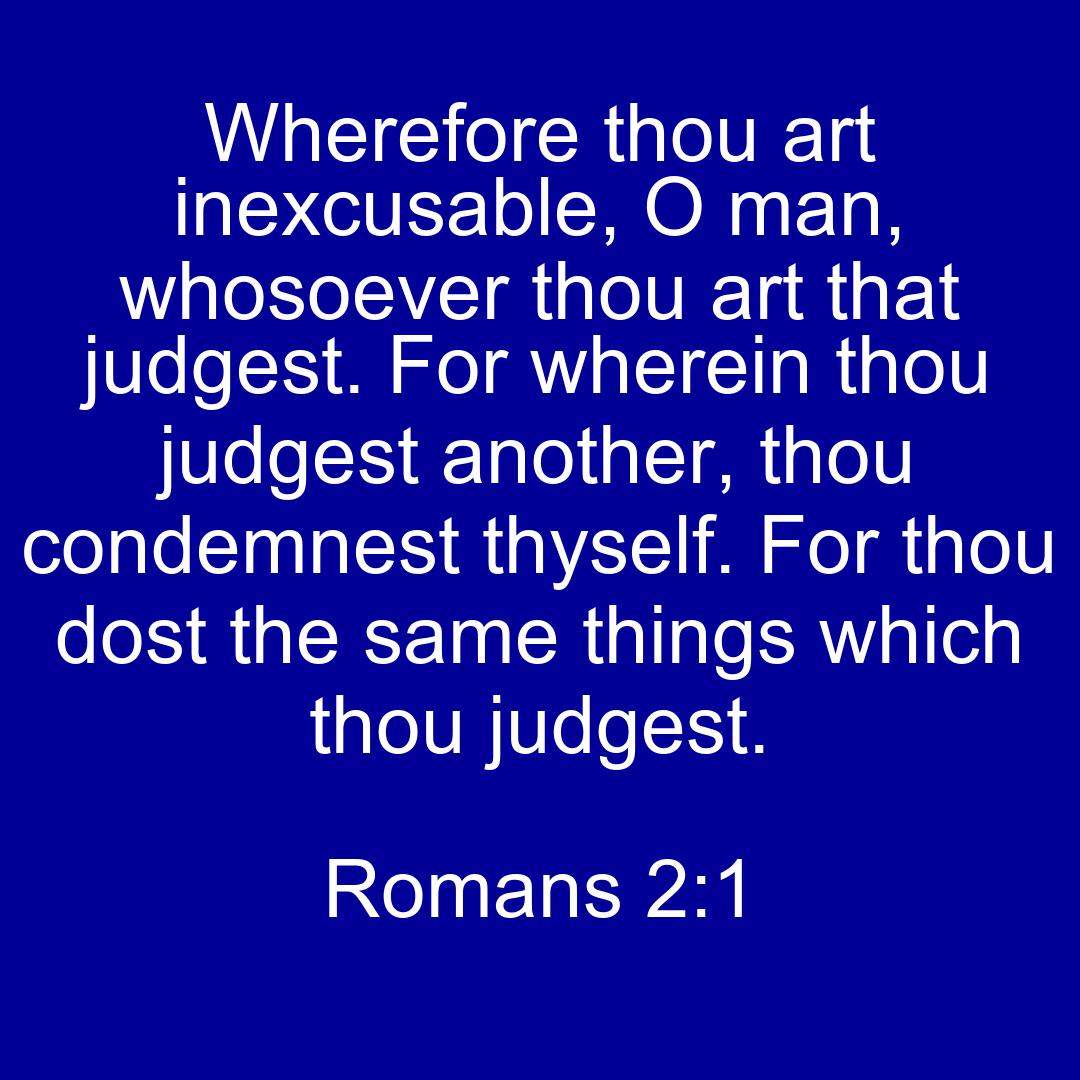 Wherefore thou art
inexcusable, O man,
whosoever thou art that
judgest. For wherein thou
judgest another, thou
condemnest thyself. For thou
dost the same things which
thou judgest.
Romans 2:1